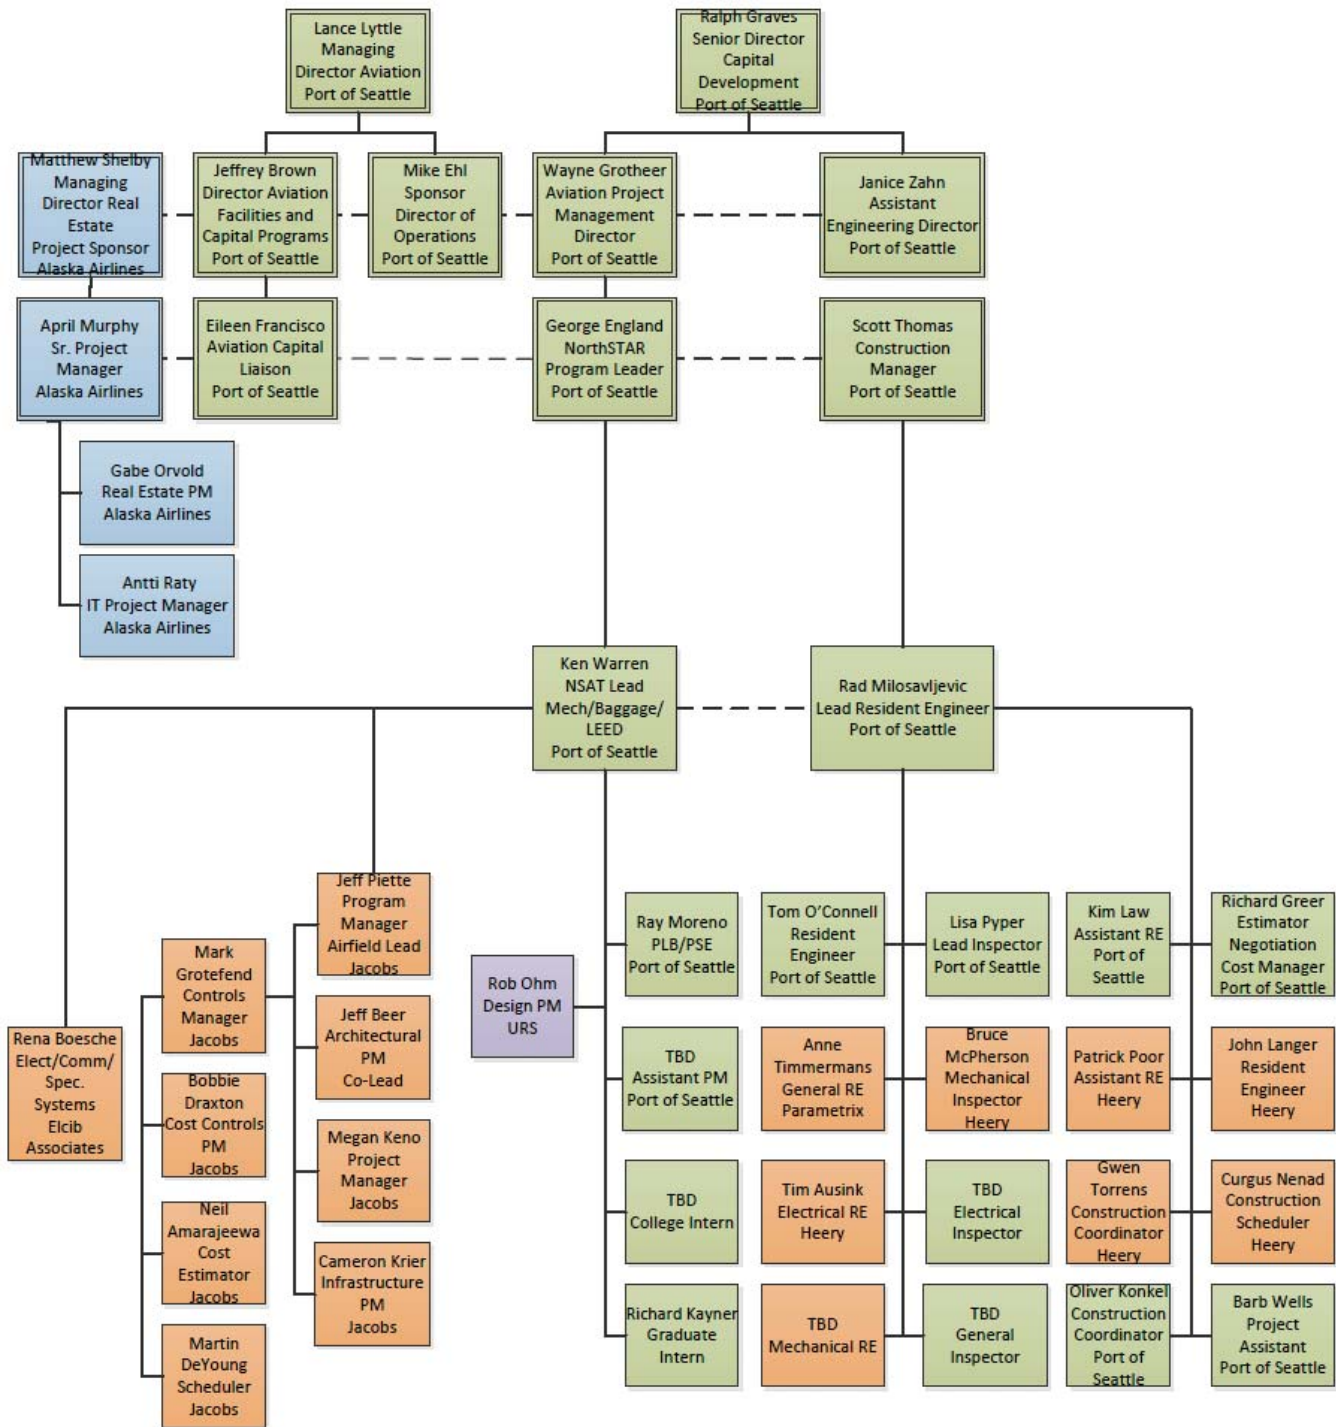 Lance Lyttle
Managing
Director Aviation
Port of Seattle
Ralph Graves
Senior Director
Capital
Development
Port of Seattle
Matthew Shelby
Managing
Director Real
Estate
Project Sponsor
Alaska Airlines
Jeffrey Brown
Director Aviation
Facilities and
Capital Programs
Port of Seattle
Mike Ehl
Sponsor
Director of
Operations
Port of Seattle
Wayne Grotheer
Aviation Project
Management
Director
Port of Seattle
Janice Zahn
Assistant
Engineering Director
Port of Seattle
April Murphy
Sr. Project
Manager
Alaska Airlines
Eileen Francisco
Aviation Capital
Liaison
Port of Seattle
George England
NorthSTAR
Program Leader
Port of Seattle
Scott Thomas
Construction
Manager
Port of Seattle
Gabe Orvold
Real Estate PM
Alaska Airlines
Antti Raty
IT Project Manager
Alaska Airlines
Ken Warren
NSAT Lead
Mech/Baggage/
LEED
Port of Seattle
Rad Milosavljevic
Lead Resident Engineer
Port of Seattle
Rena Boesche
Elect/Comm/
Spec.
Systems
Elcib
Associates
Mark
Grotefend
Controls
Manager
Jacobs
Bobbie
Draxton
Cost Controls
PM
Jacobs
Neil
Amarajeewa
Cost
Estimator
Jacobs
Martin
DeYoung
Scheduler
Jacobs
Jeff Piette
Program
Manager
Airfield Lead
Jacobs
Jeff Beer
Architectural
PM
Co-Lead
Megan Keno
Project
Manager
Jacobs
Cameron Krier
Infrastructure
PM
Jacobs
Rob Ohm
Design PM
URS
Ray Moreno
PLB/PSE
Port of Seattle
TBD
Assistant PM
Port of Seattle
TBD
College Intern
Richard Kayner
Graduate
Intern
Tom O'Connell
Resident
Engineer
Port of Seattle
Anne
Timmermans
General RE
Parametrix
Tim Ausink
Electrical RE
Heery
TBD
Mechanical RE
Lisa Pyper
Lead Inspector
Port of Seattle
Bruce
McPherson
Mechanical
Inspector
Heery
TBD
Electrical
Inspector
TBD
General
Inspector
Kim Law
Assistant RE
Port of
Seattle
Patrick Poor
Assistant RE
Heery
Gwen
Torrens
Construction
Coordinator
Heery
Oliver Konkel
Construction
Coordinator
Port of
Seattle
Richard Greer
Estimator
Negotiation
Cost Manager
Port of Seattle
John Langer
Resident
Engineer
Heery
Curgus Nenad
Construction
Scheduler
Heery
Barb Wells
Project
Assistant
Port of Seattle